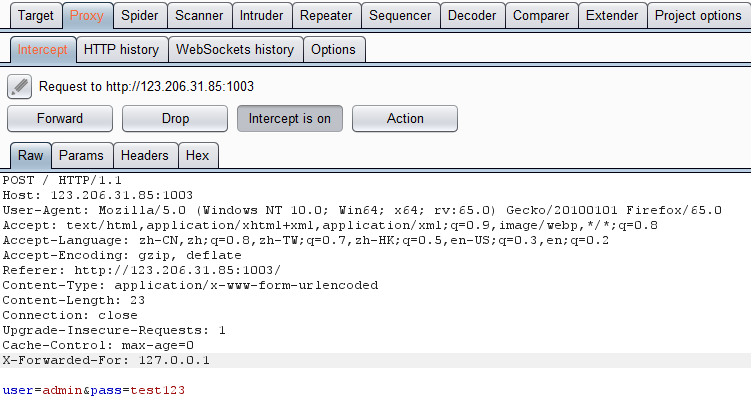 Target Proxy Spider Scanner Intruder Repeater Sequencer Decoder Comparer Extender Project options
Intercept HTTP history WebSockets history Options
Request to http://123.206.31.85:1003
Forward Drop Intercept is on Action
Raw Params Headers Hex
POST / HTTP/1.1
Host: 123.206.31.85:1003
User-Agent: Mozilla/5.0 (Windows NT 10.0; Win64; x64; rv:65.0) Gecko/20100101 Firefox/65.0
Accept: text/html,application/xhtml+xml,application/xml;q=0.9,image/webp,*/*;q=0.8
Accept-Language: zh-CN,zh;q=0.8,zh-TW;q=0.7,zh-HK;q=0.5,en-US;q=0.3,en;q=0.2
Accept-Encoding: gzip, deflate
Referer: http://123.206.31.85:1003/
Content-Type: application/x-www-form-urlencoded
Content-Length: 23
Connection: close
Upgrade-Insecure-Requests: 1
Cache-Control: max-age=0
X-Forwarded-For: 127.0.0.1
user=admin&pass=test123